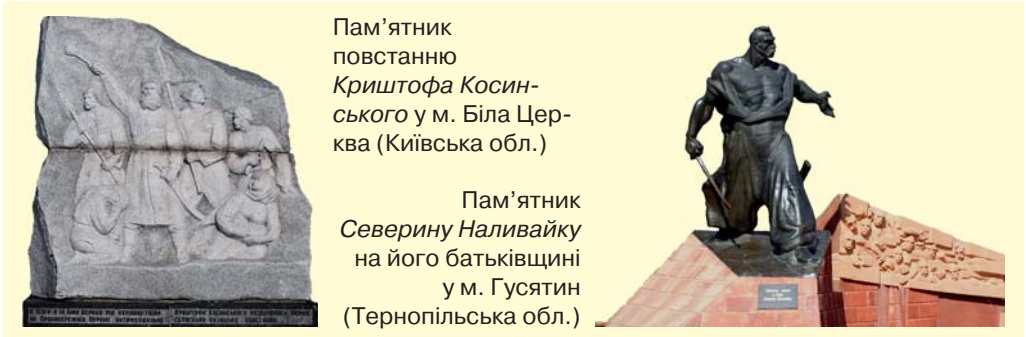 Пам’ятник
повстанню
Криштофа Косин-
ського у м. Біла Цер-
ква (Київська обл.)
Пам’ятник
Северину Наливайку
на його батьківщині
у м. Гусятин
(Тернопільська обл.)